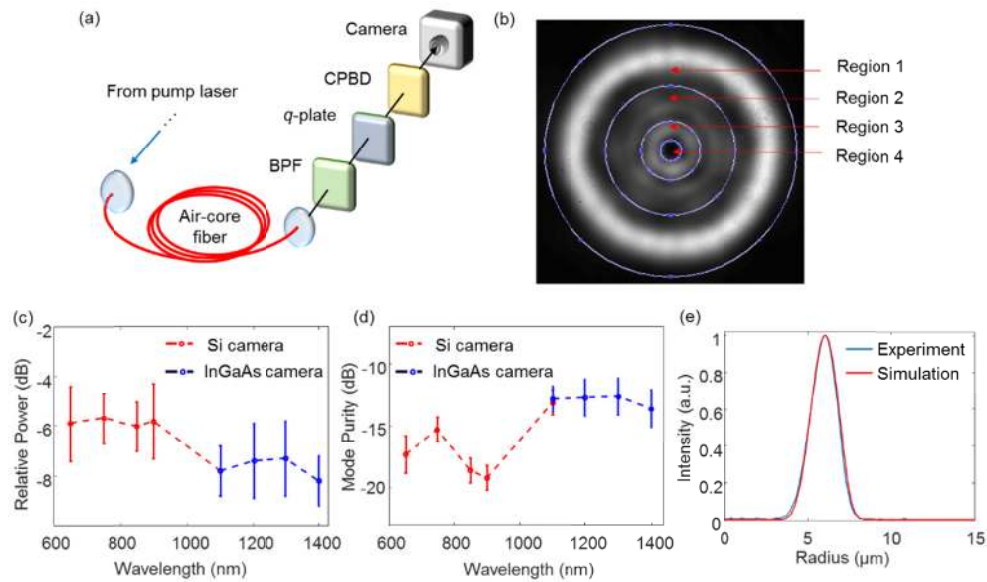 (a)
Camera
CPBD
From pump laser
q-plate
BPF
Air-core
fiber
(b)
Region 1
Region 2
Region 3
Region 4
(c)
-2
-4
-6
-8
Relative Power (dB)
Si camera
InGaAs camera
600 800 1000 1200 1400
Wavelength (nm)
(d)
-10
-15
-20
Mode Purity (dB)
Si camera
InGaAs camera
600 800 1000 1200 1400
Wavelength (nm)
(e)
1
0.8
0.6
0.4
0.2
0
Intensity (a.u.)
Experiment
Simulation
0 5 10 15
Radius (µm)